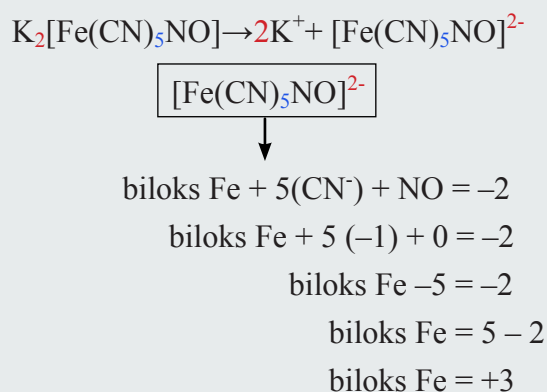 K₂[Fe(CN)₅NO]→2K⁺+ [Fe(CN)₅NO]²⁻
[Fe(CN)₅NO]²⁻
biloks Fe + 5(CN⁻) + NO = –2
biloks Fe + 5 (–1) + 0 = –2
biloks Fe –5 = –2
biloks Fe = 5 – 2
biloks Fe = +3